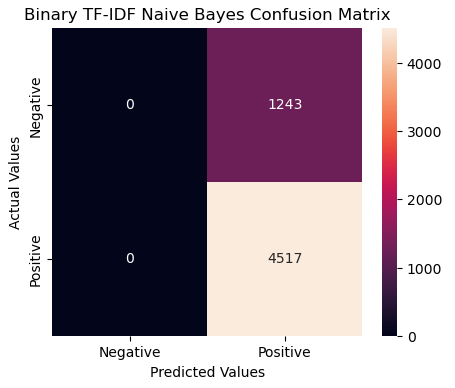 Binary TF-IDF Naive Bayes Confusion Matrix
Negative
0
1243
Positive
0
4517
Actual Values
Negative
Positive
Predicted Values
4000
3000
2000
1000
0